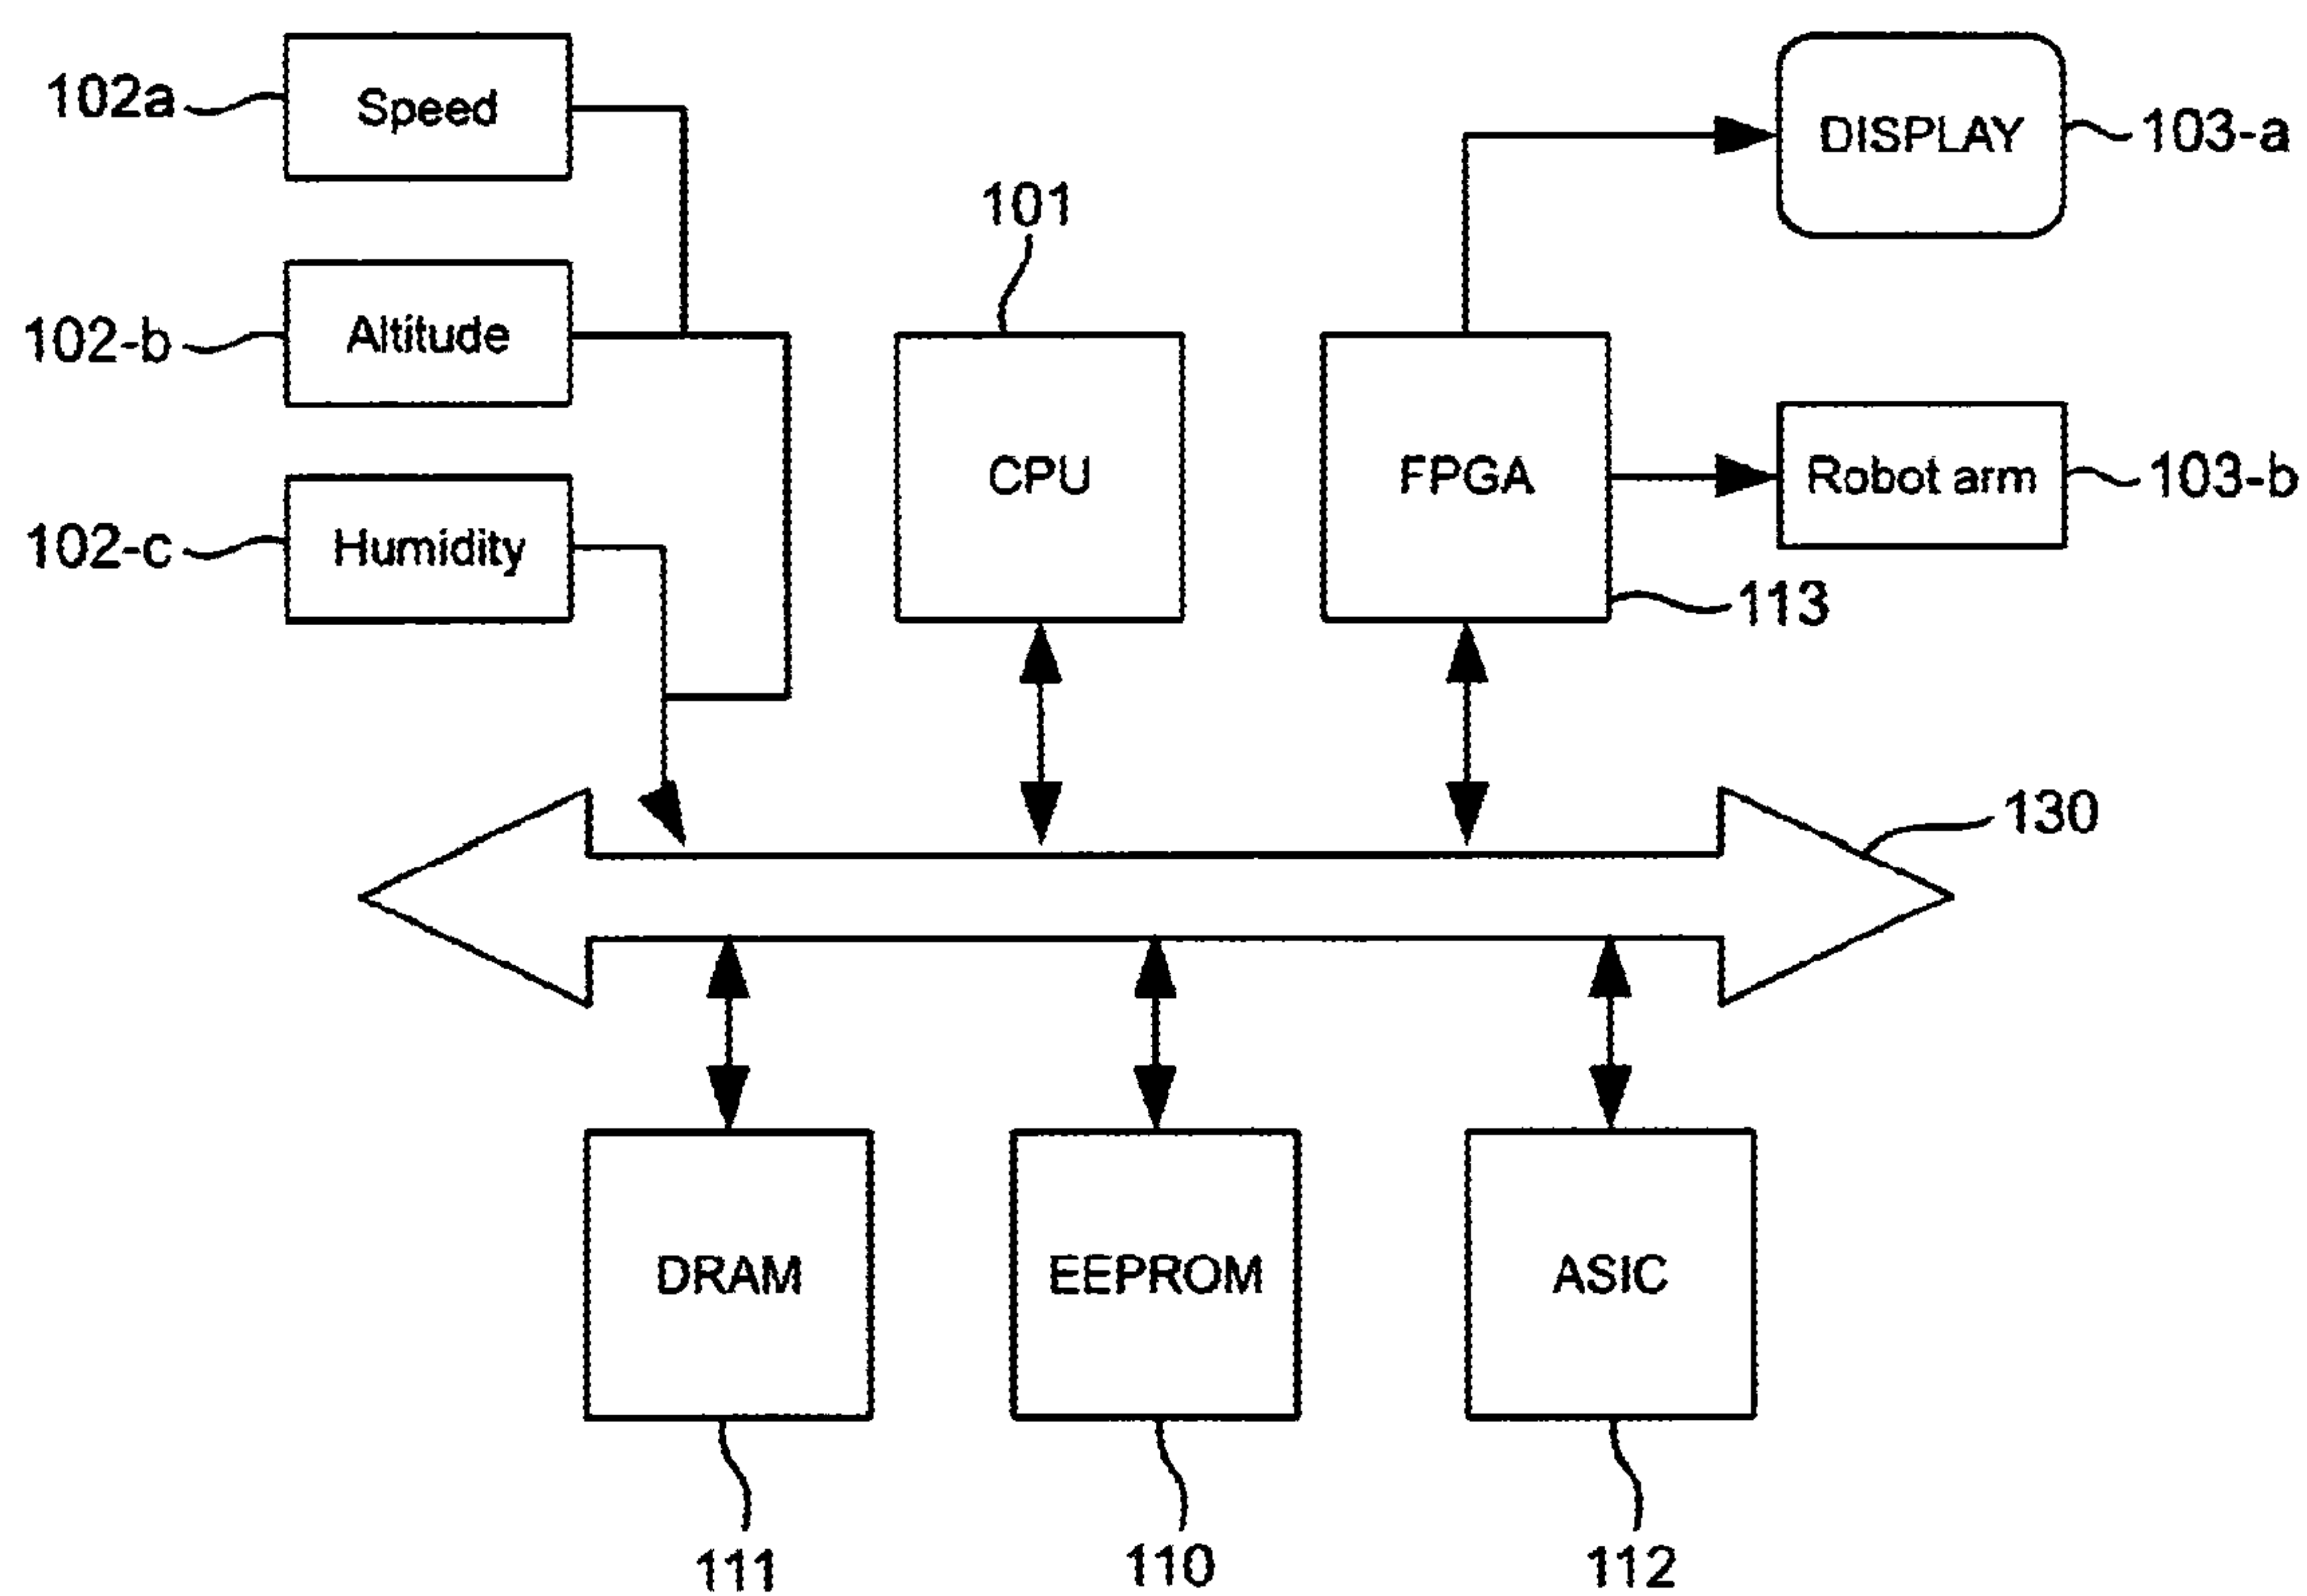 102a
Speed
DISPLAY
103-a
101
102-b
Altitude
CPU
FPGA
Robot arm
103-b
102-c
Humidity
113
130
DRAM
EEPROM
ASIC
111
110
112